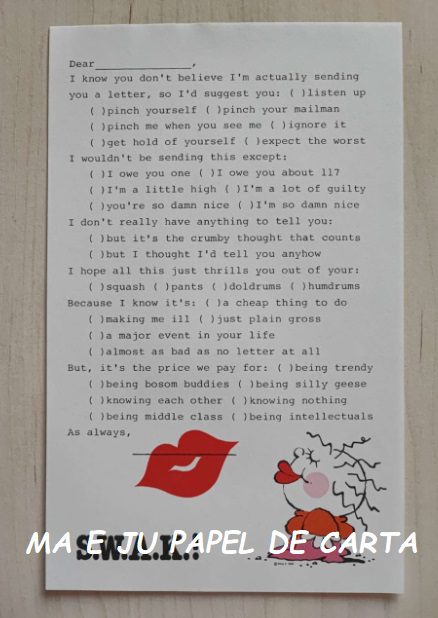 Dear_______________,
I know you don't believe I'm actually sending
you a letter, so I'd suggest you: ( )listen up
( )pinch yourself ( )pinch your mailman
( )pinch me when you see me ( )ignore it
( )get hold of yourself ( )expect the worst
I wouldn't be sending this except:
( )I owe you one ( )I owe you about 117
( )I'm a little high ( )I'm a lot of guilty
( )you're so damn nice ( )I'm so damn nice
I don't really have anything to tell you:
( )but it's the crumby thought that counts
( )but I thought I'd tell you anyhow
I hope all this just thrills you out of your:
( )squash ( )pants ( )doldrums ( )humdrums
Because I know it's: ( )a cheap thing to do
( )making me ill ( )just plain gross
( )a major event in your life
( )almost as bad as no letter at all
But, it's the price we pay for: ( )being trendy
( )being bosom buddies ( )being silly geese
( )knowing each other ( )knowing nothing
( )being middle class ( )being intellectuals
As always,
S.W.A.K.!
MA E JU PAPEL DE CARTA